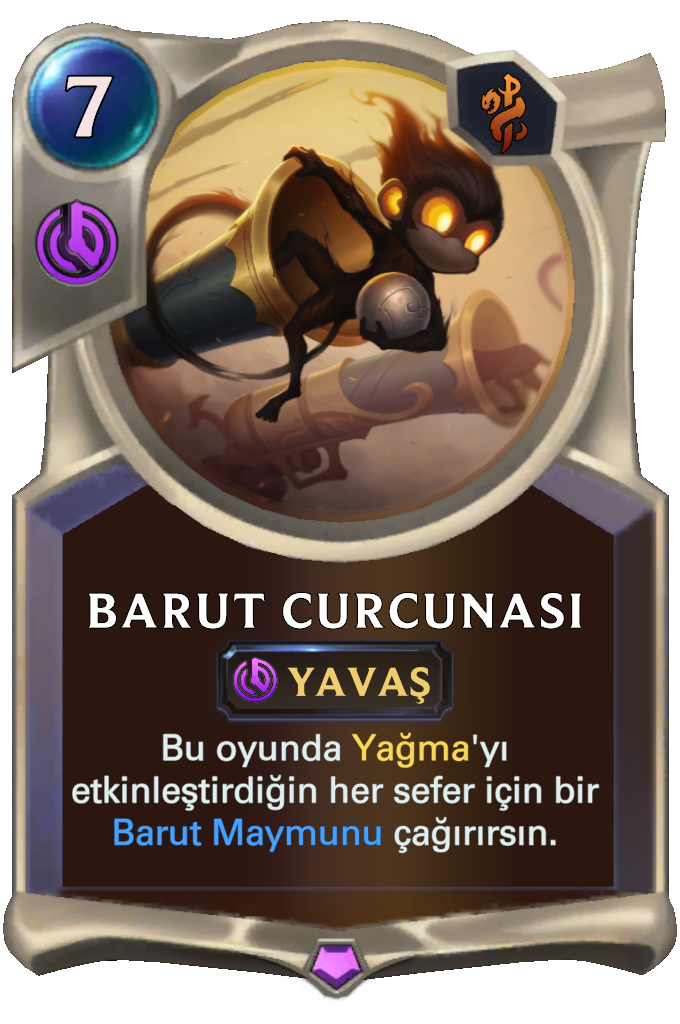 7
BARUT CURCUNASI
YAVAŞ
Bu oyunda Yağma'yı
etkinleştirdiğin her sefer için bir
Barut Maymunu çağırırsın.